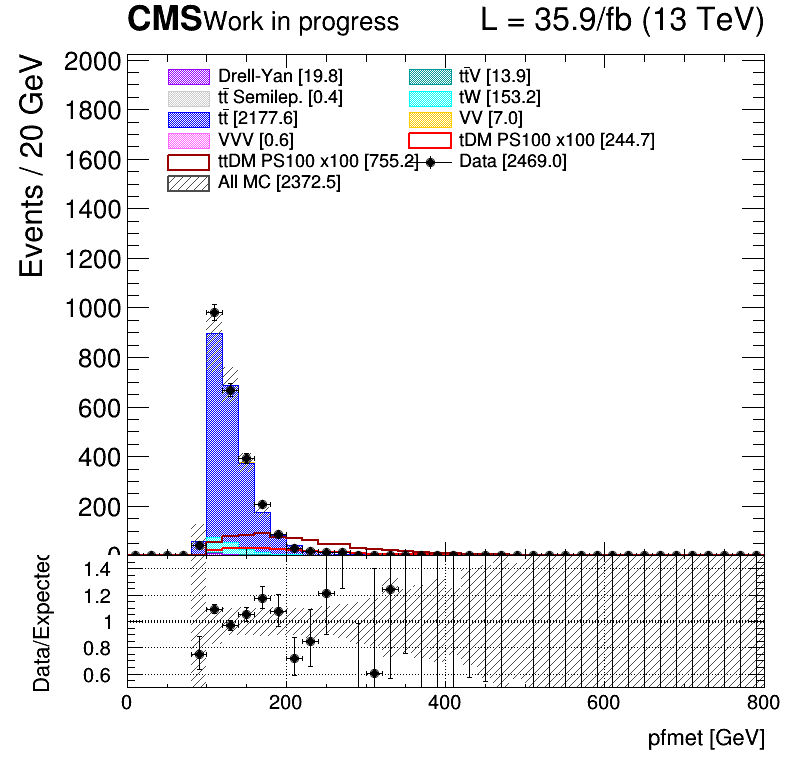 CMS Work in progress L = 35.9/fb (13 TeV)
Events / 20 GeV
2000
1800
1600
1400
1200
1000
800
600
400
200
0
Drell-Yan [19.8]
tt̄ Semilep. [0.4]
tt̄ [2177.6]
VVV [0.6]
ttDM PS100 x100 [755.2]
All MC [2372.5]
tt̄V [13.9]
tW [153.2]
VV [7.0]
tDM PS100 x100 [244.7]
Data [2469.0]
Data/Expected
1.4
1.2
1
0.8
0.6
0 200 400 600 800
pfmet [GeV]